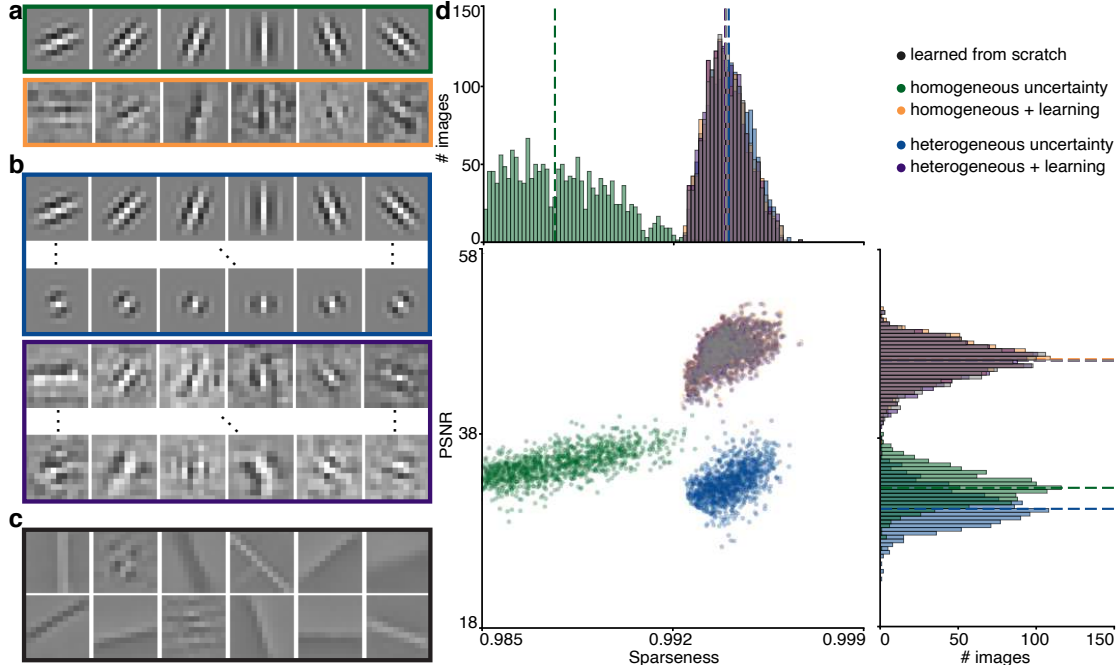 a
b
c
d
150
100
50
0
# images
learned from scratch
homogeneous uncertainty
homogeneous + learning
heterogeneous uncertainty
heterogeneous + learning
58
38
18
PSNR
0.985
0.992
0.999
Sparseness
0
50
100
150
# images